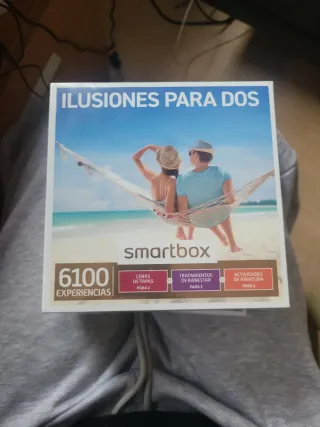 ILUSIONES PARA DOS
smartbox
6100
EXPERIENCIAS
CENAS
DE TAPAS
PARA 2
TRATAMIENTOS
DE BIENESTAR
PARA 2
ACTIVIDADES
DE AVENTURA
PARA 2